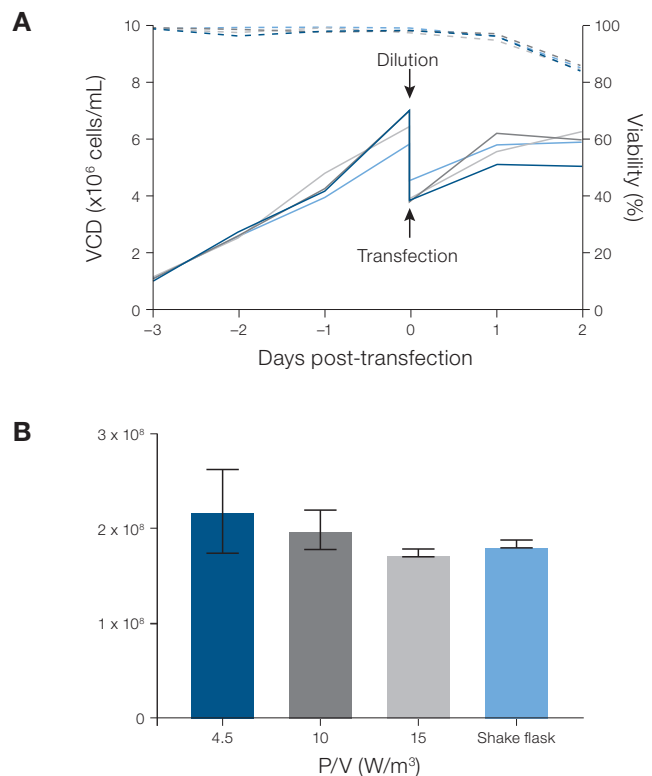 A
10
8
6
4
2
0
VCD (x10⁶ cells/mL)
100
80
60
40
20
0
Viability (%)
Dilution
Transfection
−3
−2
−1
0
1
2
Days post-transfection
B
3 x 10⁸
2 x 10⁸
1 x 10⁸
0
4.5
10
15
Shake flask
P/V (W/m³)